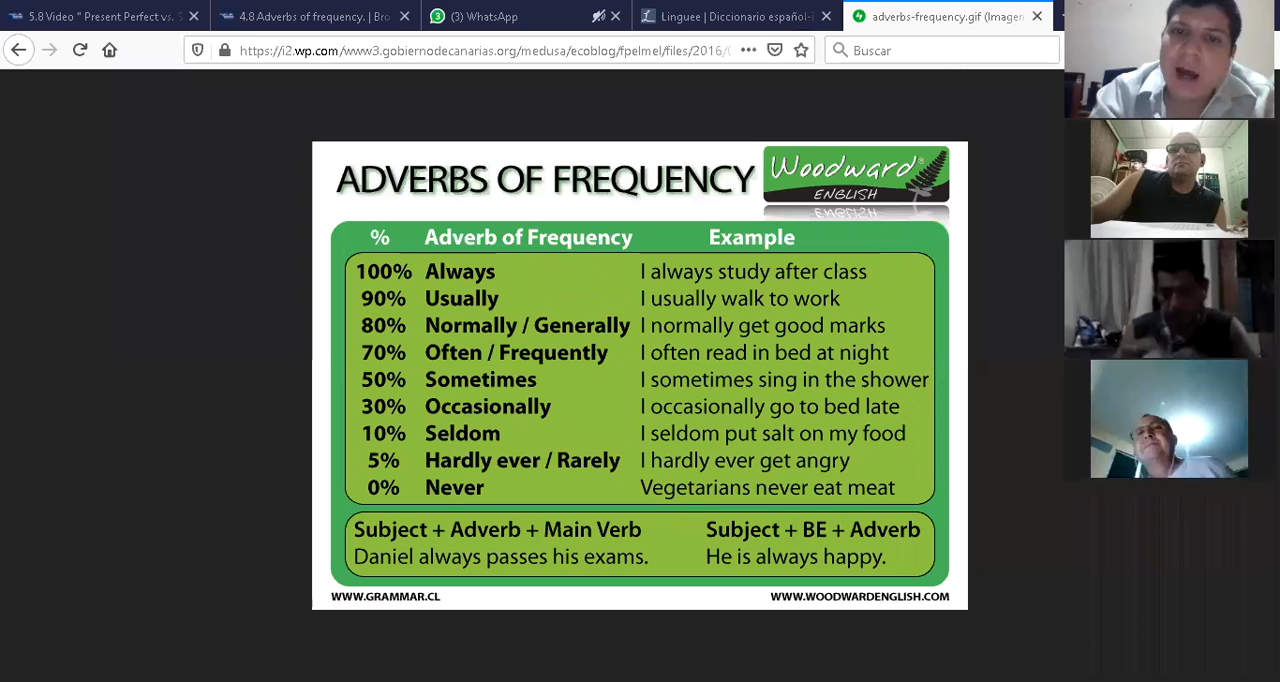 5.8 Video " Present Perfect vs. S
4.8 Adverbs of frequency. | Bro
3
(3) WhatsApp
Linguee | Diccionario español-i
adverbs-frequency.gif (Imagen
https://i2.wp.com/www3.gobiernodecanarias.org/medusa/ecoblog/fpelmel/files/2016/
Buscar
ADVERBS OF FREQUENCY
Woodward®
ENGLISH
% Adverb of Frequency Example
100% Always I always study after class
90% Usually I usually walk to work
80% Normally / Generally I normally get good marks
70% Often / Frequently I often read in bed at night
50% Sometimes I sometimes sing in the shower
30% Occasionally I occasionally go to bed late
10% Seldom I seldom put salt on my food
5% Hardly ever / Rarely I hardly ever get angry
0% Never Vegetarians never eat meat
Subject + Adverb + Main Verb Subject + BE + Adverb
Daniel always passes his exams. He is always happy.
WWW.GRAMMAR.CL WWW.WOODWARDENGLISH.COM